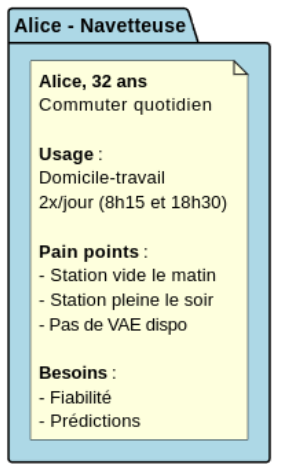 Alice - Navetteuse
Alice, 32 ans
Commuter quotidien
Usage :
Domicile-travail
2x/jour (8h15 et 18h30)
Pain points :
- Station vide le matin
- Station pleine le soir
- Pas de VAE dispo
Besoins :
- Fiabilité
- Prédictions